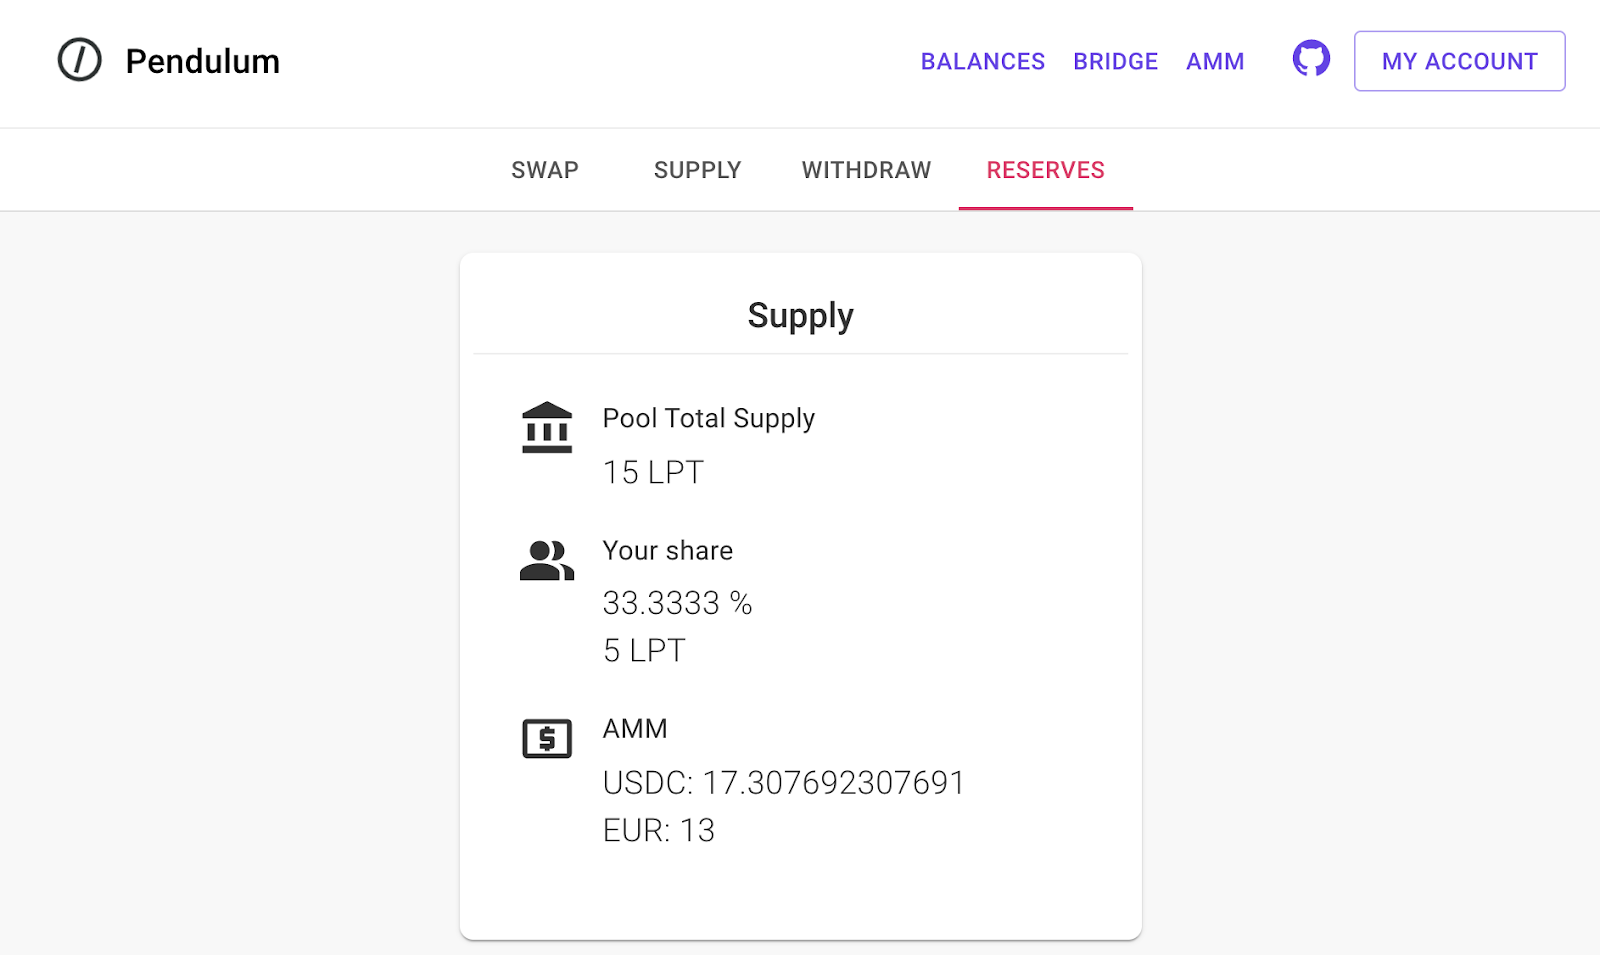 Pendulum
BALANCES BRIDGE AMM MY ACCOUNT
SWAP SUPPLY WITHDRAW RESERVES
Supply
Pool Total Supply
15 LPT
Your share
33.3333 %
5 LPT
AMM
USDC: 17.307692307691
EUR: 13